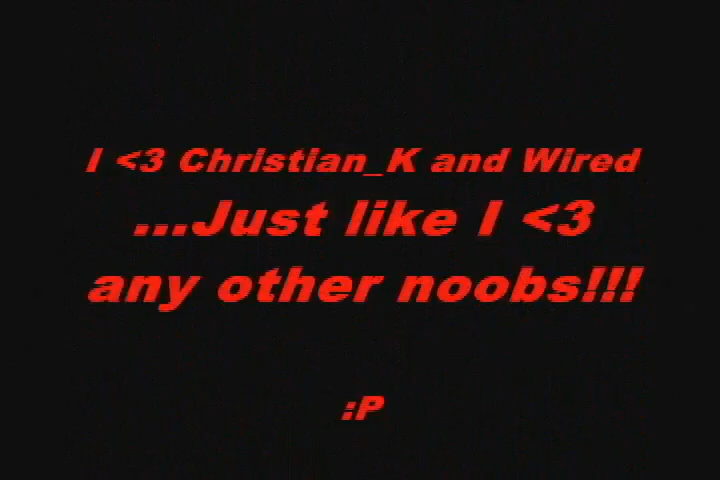 I <3 Christian_K and Wired
...Just like I <3
any other noobs!!!
:P